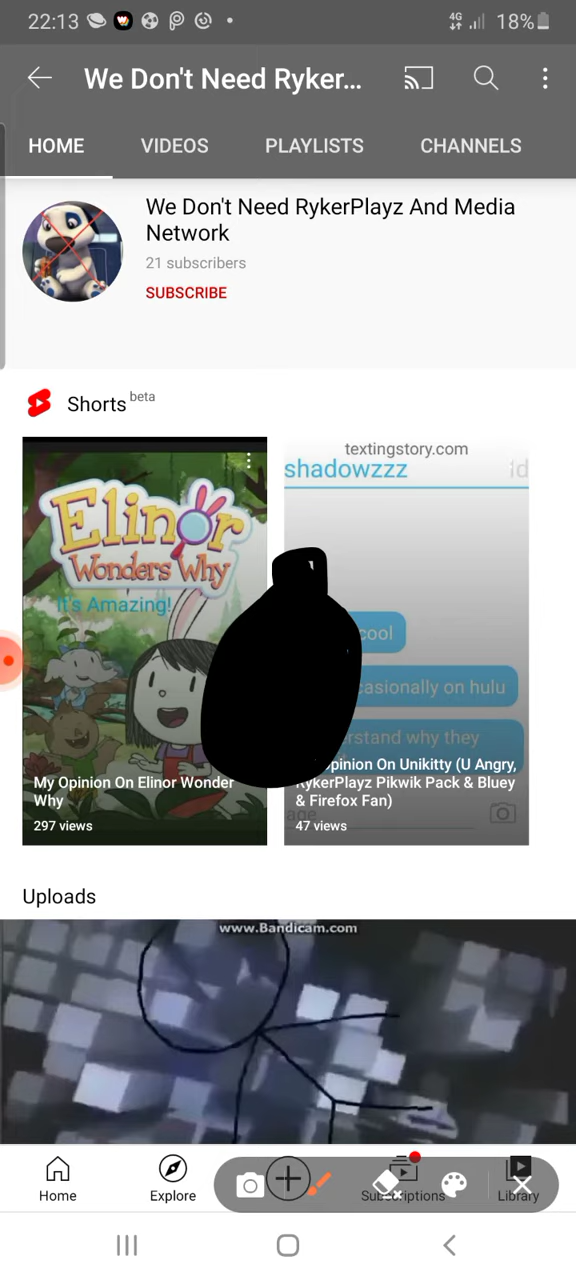 22:13
4G
18%
We Don't Need Ryker...
HOME
VIDEOS
PLAYLISTS
CHANNELS
We Don't Need RykerPlayz And Media
Network
21 subscribers
SUBSCRIBE
Shorts beta
Elinor
Wonders Why
It's Amazing!
My Opinion On Elinor Wonder
Why
297 views
textingstory.com
shadowzzz
cool
on hulu
understand why they
Opinion On Unikitty (U Angry,
RykerPlayz Pikwik Pack & Bluey
& Firefox Fan)
47 views
Uploads
www.Bandicam.com
Home
Explore
Subscriptions
Library